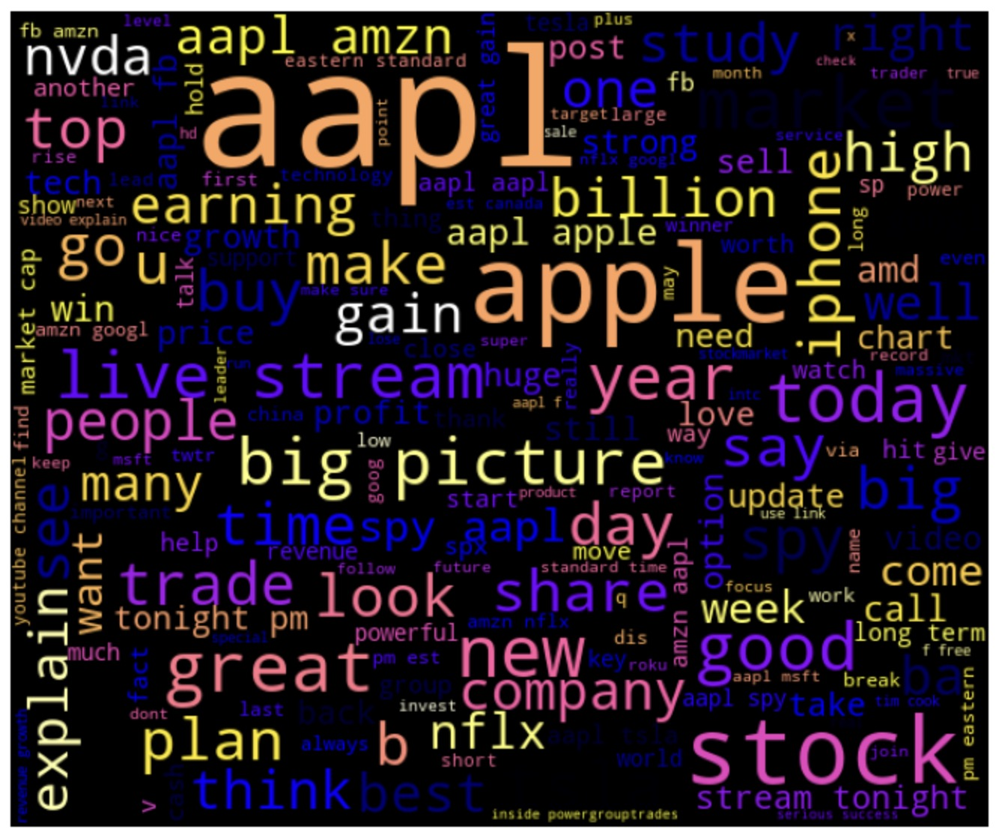 fb amzn
level
aapl amzn
great gain
tesla
plus
study
right
x
nvda
aapl fb
hold
eastern standard
aapl
post
check
another
link
point
one
fb
month
trader
true
market
top
hd
target
large
sale
strong
service
high
rise
nflx googl
sell
iphone
tech
lead
first
technology
aapl aapl
billion
sp
power
show
next
earning
est canada
video explain
thing
aapl apple
winner
long
go
nice
growth
worth
market cap
u
talk
support
make
apple
may
amd
even
buy
make sure
win
gain
well
amzn googl
price
lose
close
super
need
chart
stockmarket
record
live stream
leader
run
huge
really
year
watch
massive
today
intc
find
people
china
profit
thank
aapl f
love
still
way
say
low
big picture
know
via
hit
give
keep
msft
twtr
goog
youtube channel
see
many
start
product
report
option
update
big
important
use link
want
time
spy aapl
day
spy
video
name
help
revenue
spx
move
amzn aapl
follow
future
standard time
come
trade
look
share
q
focus
explain
week
work
call
tonight pm
amzn nflx
special
powerful
dis
long term
much
fact
great
pm est
new
key
roku
good
f free
aapl msft
break
ba
pm eastern
group
company
dont
last
back
invest
aapl spy
take
tim cook
revenue growth
plan
always
b
nflx
aapl tsla
stock
join
short
world
v
cash
think
best
stream tonight
inside powergrouptrades
serious success